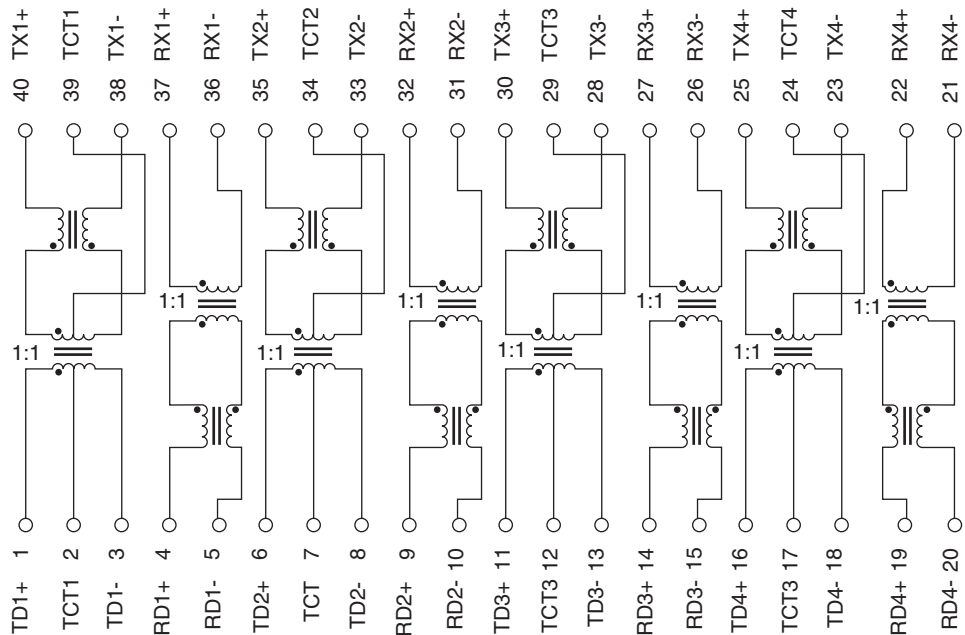 TX1+ TCT1 TX1- RX1+ RX1- TX2+ TCT2 TX2- RX2+ RX2- TX3+ TCT3 TX3- RX3+ RX3- TX4+ TCT4 TX4- RX4+ RX4-
40 39 38 37 36 35 34 33 32 31 30 29 28 27 26 25 24 23 22 21
1:1 1:1 1:1 1:1
1:1 1:1 1:1 1:1
1 2 3 4 5 6 7 8 9 10 11 12 13 14 15 16 17 18 19 20
TD1+ TCT1 TD1- RD1+ RD1- TD2+ TCT TD2- RD2+ RD2- TD3+ TCT3 TD3- RD3+ RD3- TD4+ TCT3 TD4- RD4+ RD4-